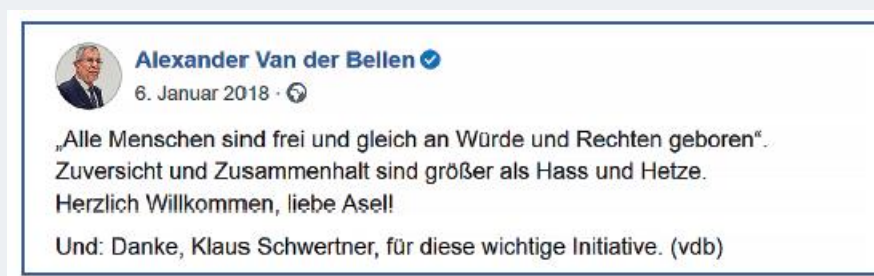 Alexander Van der Bellen
6. Januar 2018 ·
„Alle Menschen sind frei und gleich an Würde und Rechten geboren“.
Zuversicht und Zusammenhalt sind größer als Hass und Hetze.
Herzlich Willkommen, liebe Asel!
Und: Danke, Klaus Schwertner, für diese wichtige Initiative. (vdb)